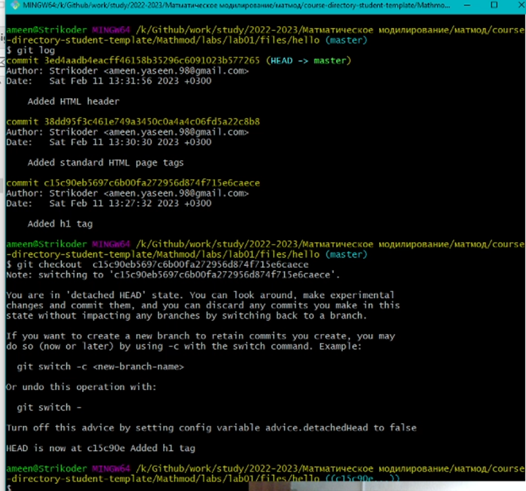 MINGW64:/k/Github/work/study/2022-2023/Матматическое моделирование/матмод/course-directory-student-template/Mathmo...
ameen@Strikoder MINGW64 /k/Github/work/study/2022-2023/Матматическое моделирование/матмод/course
-directory-student-template/Mathmod/labs/lab01/files/hello (master)
$ git log
commit 3ed4aadb4eacff46158b35296c6091023b577265 (HEAD -> master)
Author: Strikoder <ameen.yaseen.98@gmail.com>
Date:   Sat Feb 11 13:31:56 2023 +0300
Added HTML header
commit 38dd95f3c461e749a3450c0a4a4c06fd5a22c8b8
Author: Strikoder <ameen.yaseen.98@gmail.com>
Date:   Sat Feb 11 13:30:30 2023 +0300
Added standard HTML page tags
commit c15c90eb5697c6b00fa272956d874f715e6caece
Author: Strikoder <ameen.yaseen.98@gmail.com>
Date:   Sat Feb 11 13:27:32 2023 +0300
Added h1 tag
ameen@Strikoder MINGW64 /k/Github/work/study/2022-2023/Матматическое моделирование/матмод/course
-directory-student-template/Mathmod/labs/lab01/files/hello (master)
$ git checkout  c15c90eb5697c6b00fa272956d874f715e6caece
Note: switching to 'c15c90eb5697c6b00fa272956d874f715e6caece'.
You are in 'detached HEAD' state. You can look around, make experimental
changes and commit them, and you can discard any commits you make in this
state without impacting any branches by switching back to a branch.
If you want to create a new branch to retain commits you create, you may
do so (now or later) by using -c with the switch command. Example:
git switch -c <new-branch-name>
Or undo this operation with:
git switch -
Turn off this advice by setting config variable advice.detachedHead to false
HEAD is now at c15c90e Added h1 tag
ameen@Strikoder MINGW64 /k/Github/work/study/2022-2023/Матматическое моделирование/матмод/course
-directory-student-template/Mathmod/labs/lab01/files/hello ((c15c90e...))
$